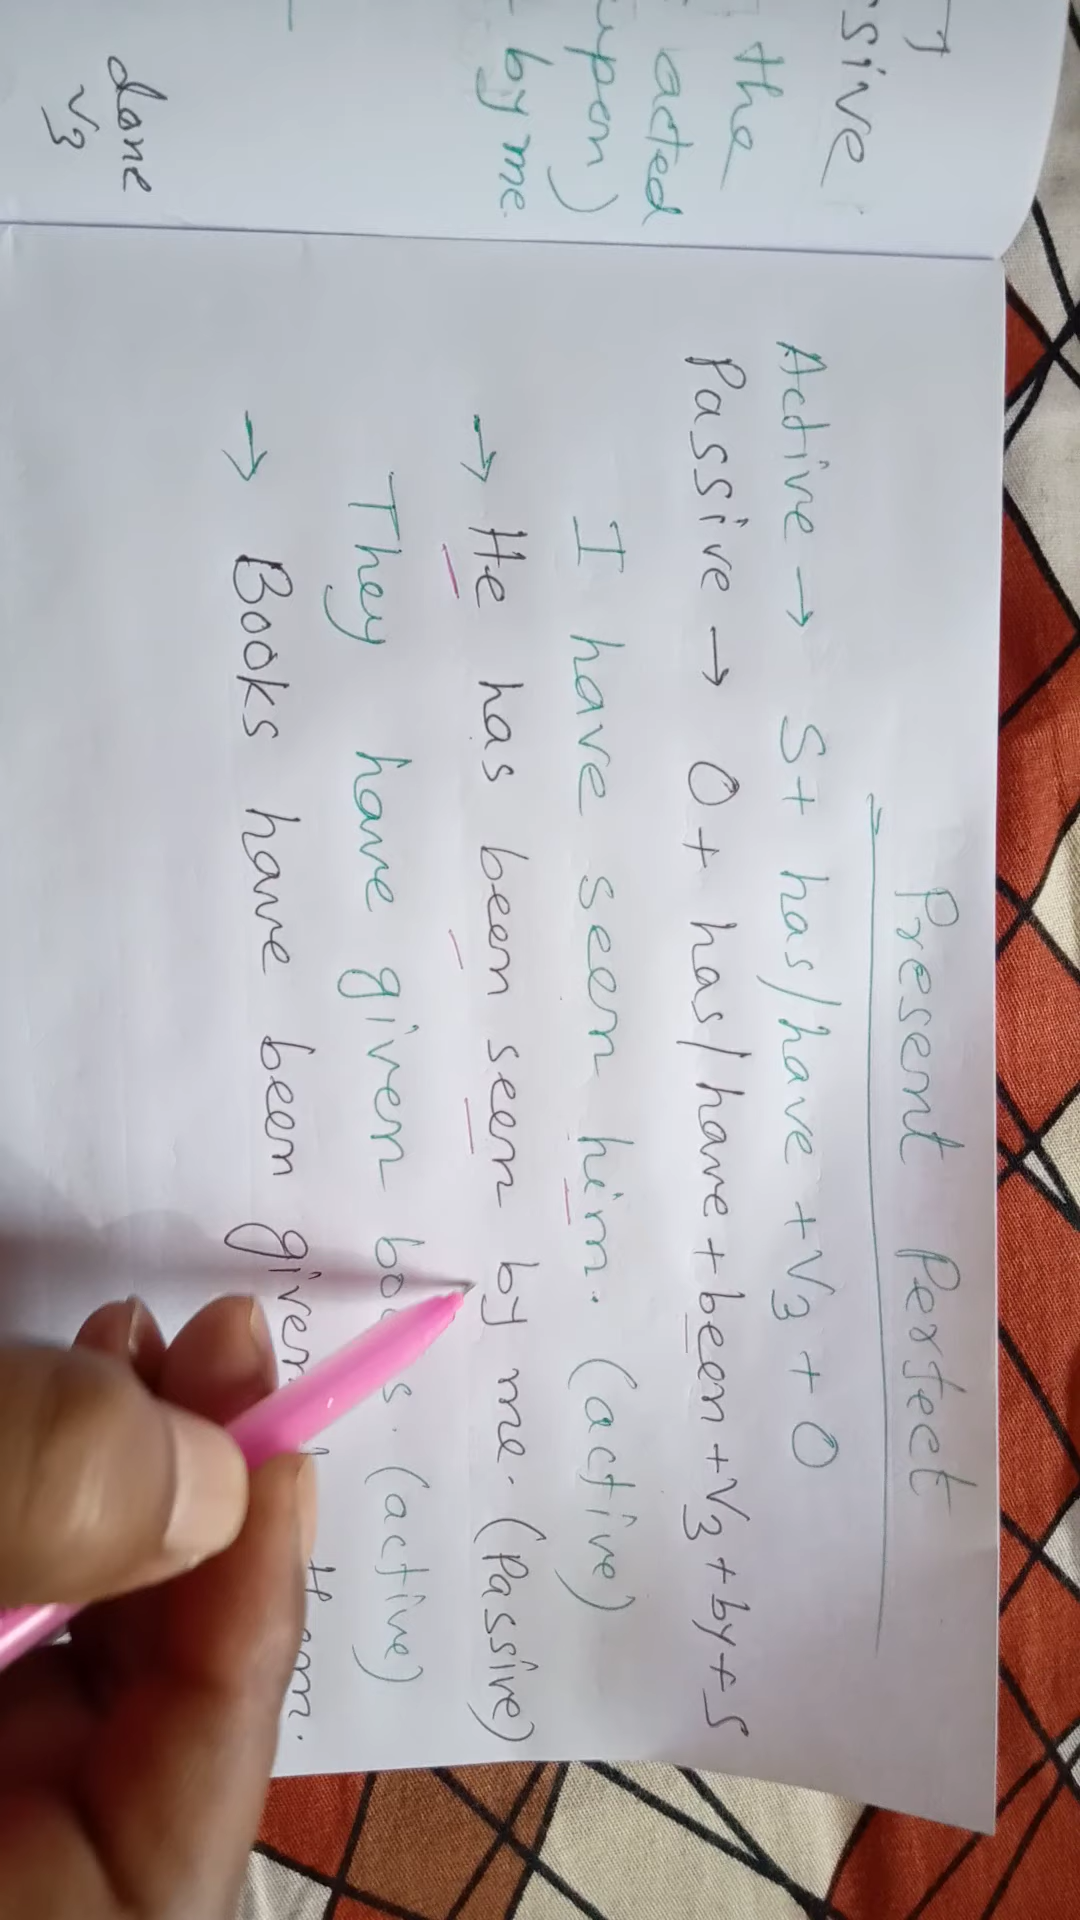 sive
the
acted
upon)
by me.
done
V3
Present Perfect
Active → S + has/have + V3 + O
Passive → O + has/have + been + V3 + by + S
I have seen him. (active)
→ He has been seen by me. (Passive)
They have given books. (active)
→ Books have been given them.